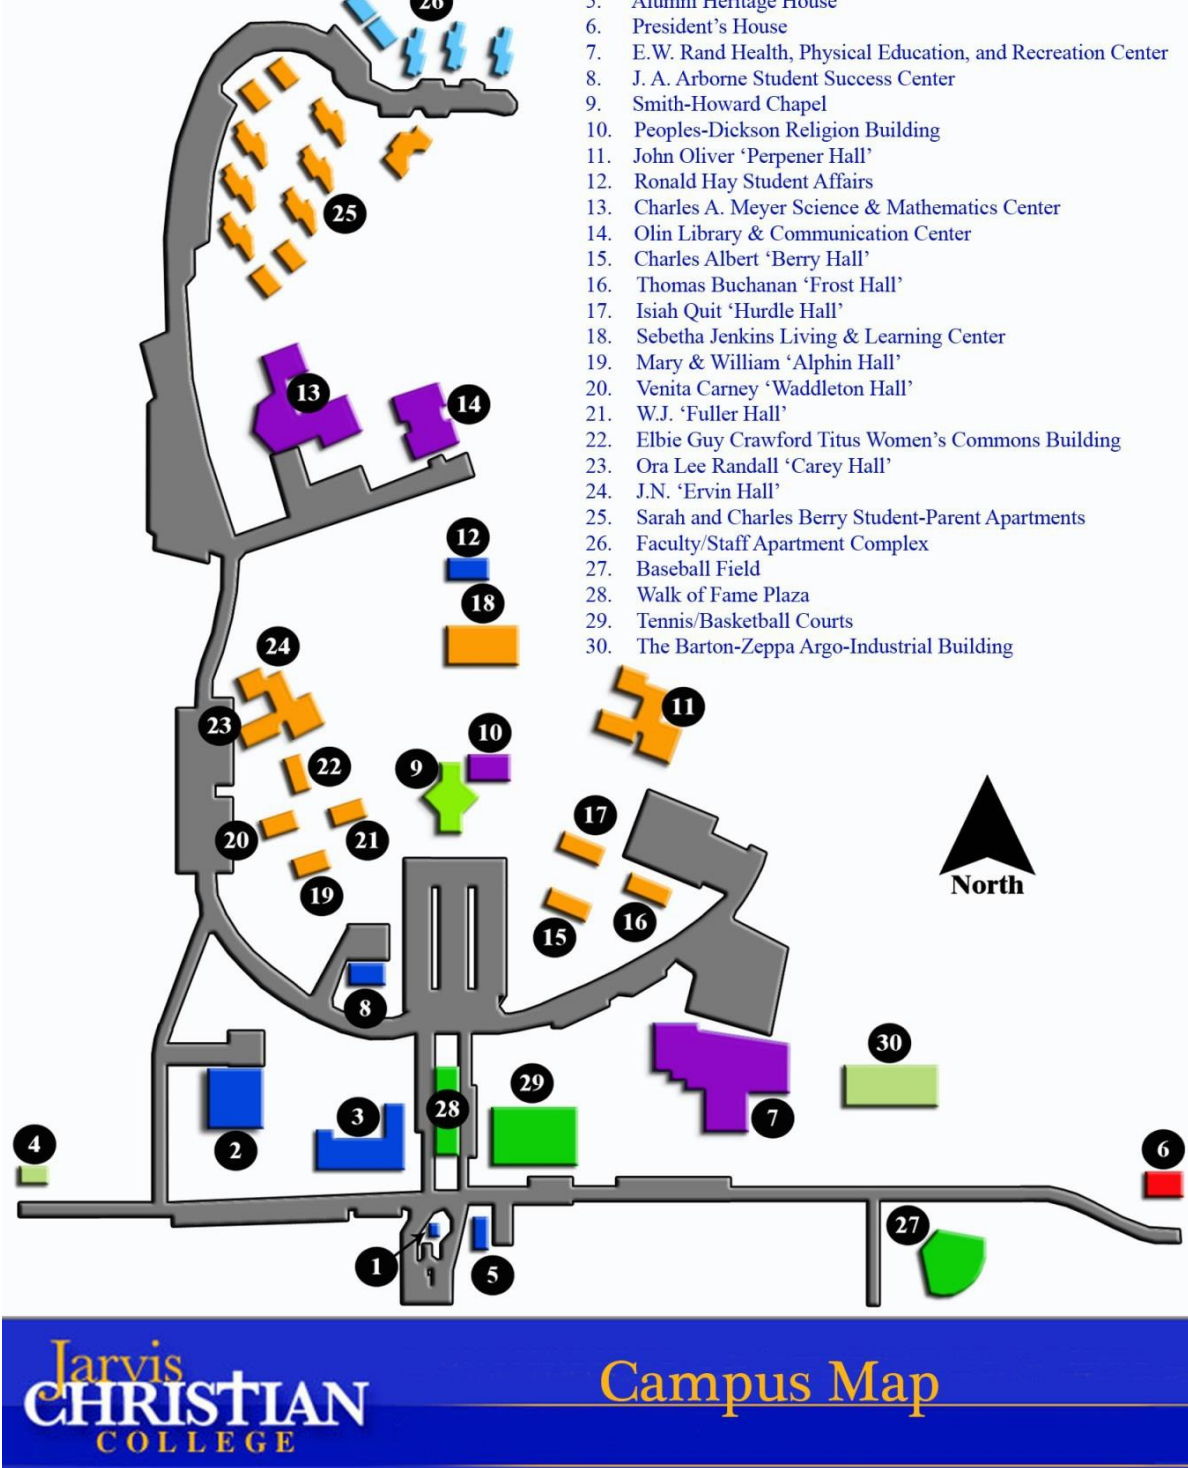 26
5. Alumni Heritage House
6. President's House
7. E.W. Rand Health, Physical Education, and Recreation Center
8. J. A. Arborne Student Success Center
9. Smith-Howard Chapel
10. Peoples-Dickson Religion Building
11. John Oliver ‘Perpener Hall’
12. Ronald Hay Student Affairs
13. Charles A. Meyer Science & Mathematics Center
14. Olin Library & Communication Center
15. Charles Albert ‘Berry Hall’
16. Thomas Buchanan ‘Frost Hall’
17. Isiah Quit ‘Hurdle Hall’
18. Sebetha Jenkins Living & Learning Center
19. Mary & William ‘Alphin Hall’
20. Venita Carney ‘Waddleton Hall’
21. W.J. ‘Fuller Hall’
22. Elbie Guy Crawford Titus Women's Commons Building
23. Ora Lee Randall ‘Carey Hall’
24. J.N. ‘Ervin Hall’
25. Sarah and Charles Berry Student-Parent Apartments
26. Faculty/Staff Apartment Complex
27. Baseball Field
28. Walk of Fame Plaza
29. Tennis/Basketball Courts
30. The Barton-Zeppa Argo-Industrial Building
25
13
14
12
18
24
23
11
22
10
9
20
21
17
19
16
15
8
North
30
29
28
3
7
2
4
6
27
1
5
Jarvis
CHRISTIAN
COLLEGE
Campus Map